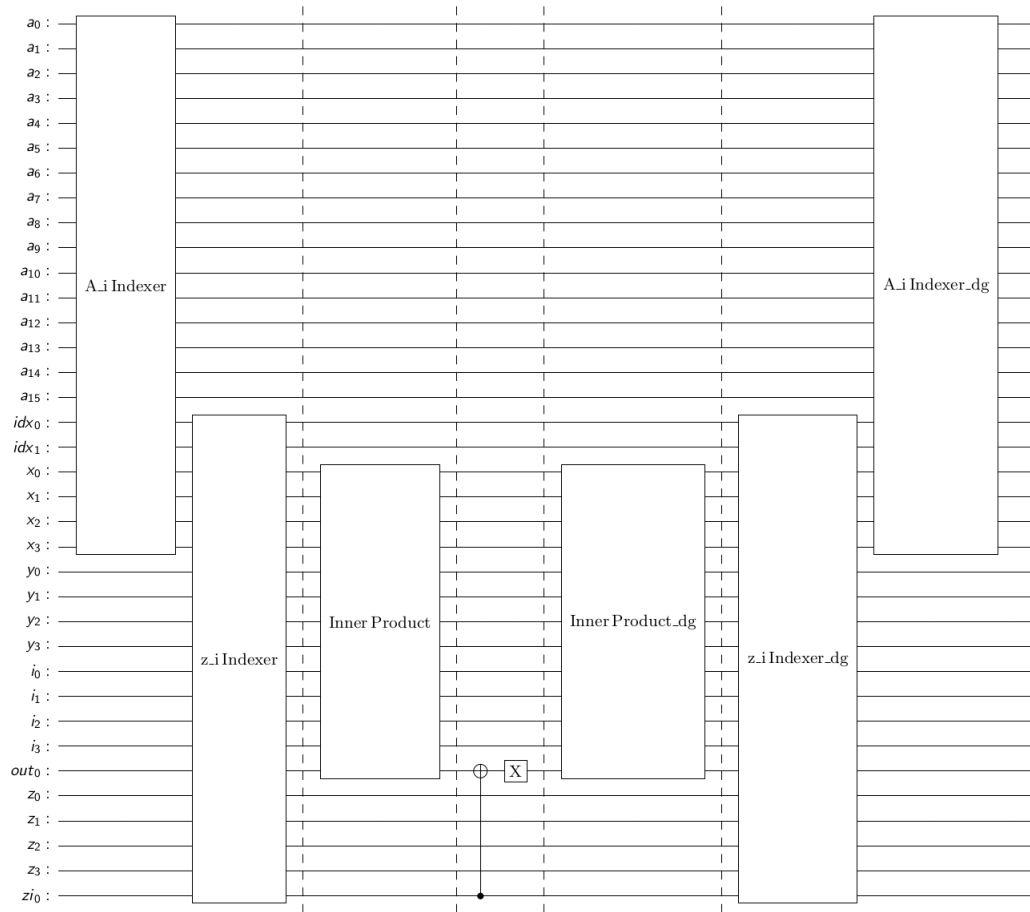 a₀ :
a₁ :
a₂ :
a₃ :
a₄ :
a₅ :
a₆ :
a₇ :
a₈ :
a₉ :
a₁₀ :
a₁₁ :
a₁₂ :
a₁₃ :
a₁₄ :
a₁₅ :
idx₀ :
idx₁ :
x₀ :
x₁ :
x₂ :
x₃ :
y₀ :
y₁ :
y₂ :
y₃ :
i₀ :
i₁ :
i₂ :
i₃ :
out₀ :
z₀ :
z₁ :
z₂ :
z₃ :
zi₀ :
A_i Indexer
z_i Indexer
Inner Product
X
Inner Product_dg
z_i Indexer_dg
A_i Indexer_dg